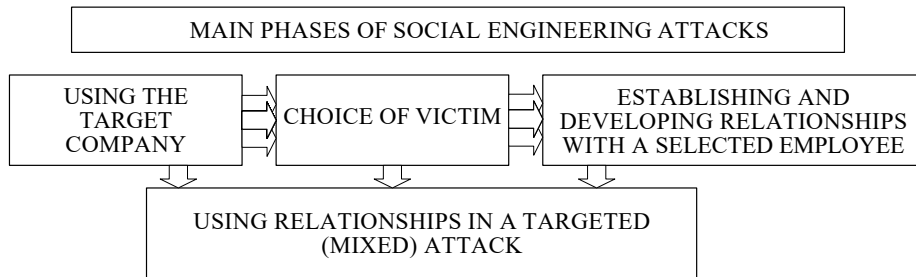 MAIN PHASES OF SOCIAL ENGINEERING ATTACKS
USING THE
TARGET
COMPANY
CHOICE OF VICTIM
ESTABLISHING AND
DEVELOPING RELATIONSHIPS
WITH A SELECTED EMPLOYEE
USING RELATIONSHIPS IN A TARGETED
(MIXED) ATTACK